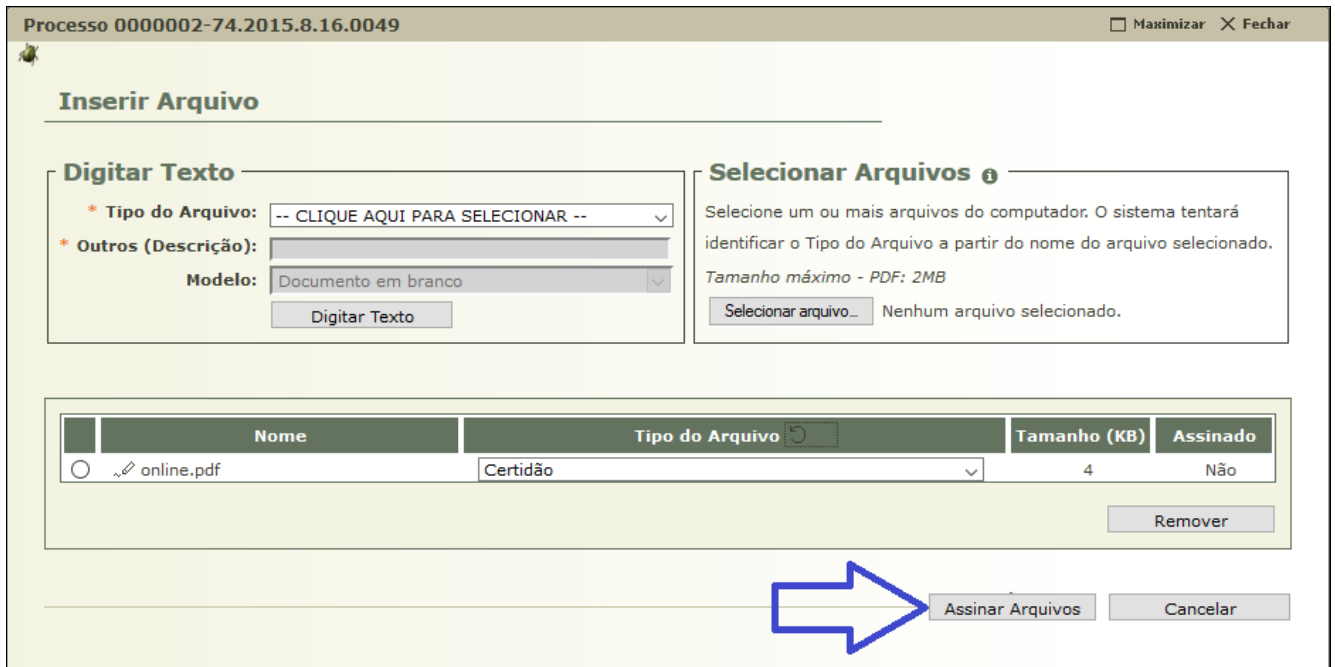 Processo 0000002-74.2015.8.16.0049
Maximizar Fechar
Inserir Arquivo
Digitar Texto
* Tipo do Arquivo: -- CLIQUE AQUI PARA SELECIONAR --
* Outros (Descrição):
Modelo: Documento em branco
Digitar Texto
Selecionar Arquivos
Selecione um ou mais arquivos do computador. O sistema tentará
identificar o Tipo do Arquivo a partir do nome do arquivo selecionado.
Tamanho máximo - PDF: 2MB
Selecionar arquivo... Nenhum arquivo selecionado.
Nome Tipo do Arquivo Tamanho (KB) Assinado
online.pdf Certidão 4 Não
Remover
Assinar Arquivos Cancelar